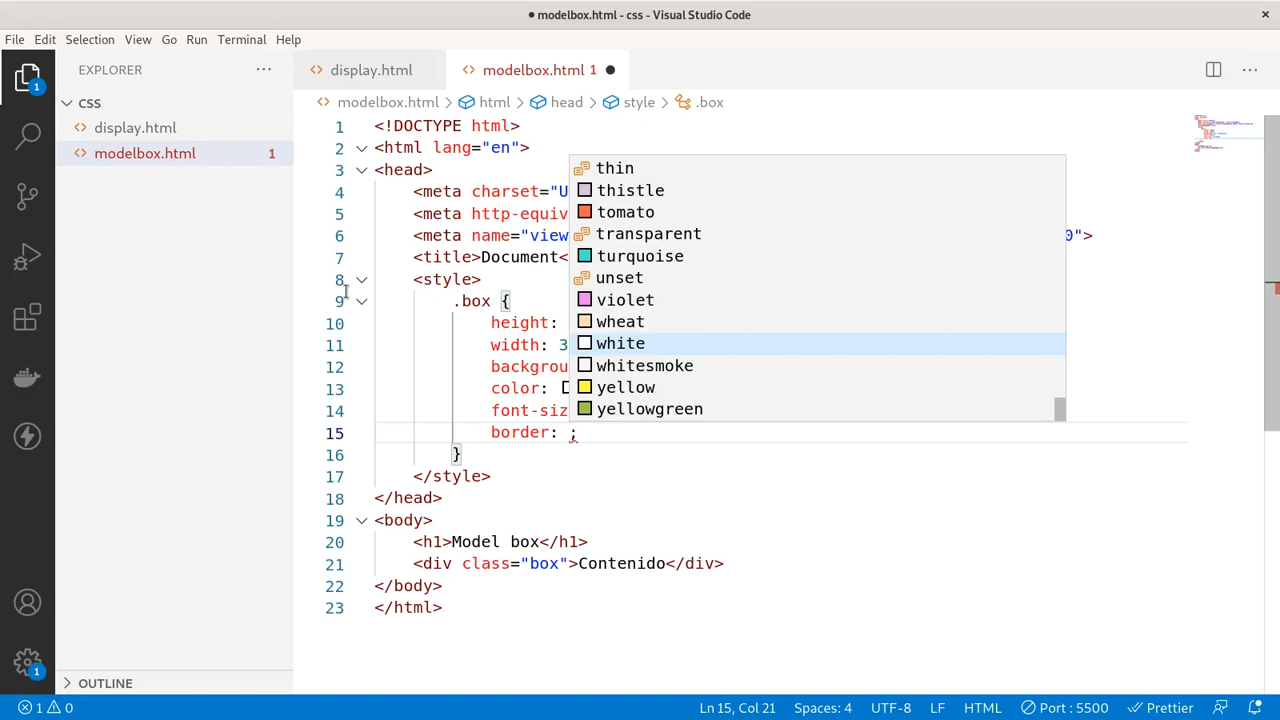 modelbox.html - css - Visual Studio Code
File Edit Selection View Go Run Terminal Help
EXPLORER
display.html
modelbox.html 1
CSS
modelbox.html > html > head > style > .box
display.html
modelbox.html 1
1 <!DOCTYPE html>
2 <html lang="en">
3 <head>
4 <meta charset="U
5 <meta http-equiv
6 <meta name="view 0">
7 <title>Document<
8 <style>
9 .box {
10 height:
11 width: 3
12 backgrou
13 color:
14 font-siz
15 border: ;
16 }
17 </style>
18 </head>
19 <body>
20 <h1>Model box</h1>
21 <div class="box">Contenido</div>
22 </body>
23 </html>
thin
thistle
tomato
transparent
turquoise
unset
violet
wheat
white
whitesmoke
yellow
yellowgreen
1
1
OUTLINE
1 0 Ln 15, Col 21 Spaces: 4 UTF-8 LF HTML Port : 5500 Prettier